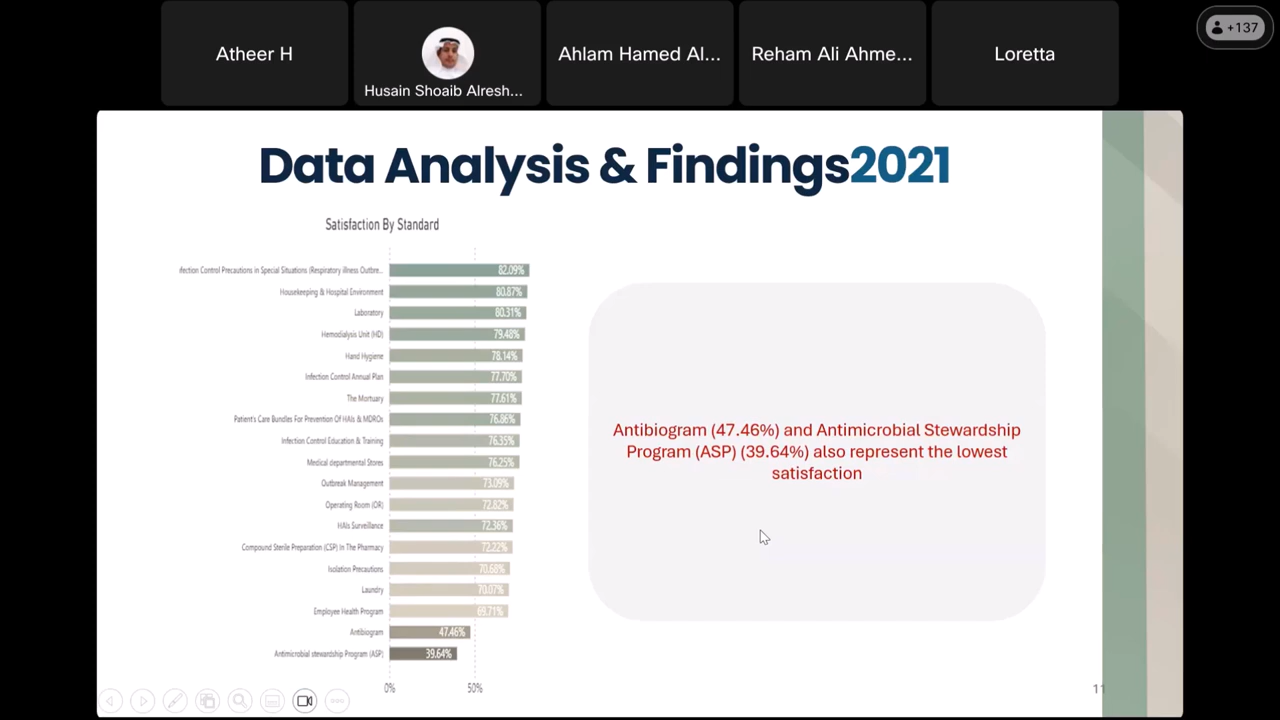 Atheer H
Husain Shoaib Alresh...
Ahlam Hamed Al...
Reham Ali Ahme...
Loretta
+137
Data Analysis & Findings2021
Satisfaction By Standard
fection Control Precautions in Special Situations (Respiratory illness Outbre... 82.09%
Housekeeping & Hospital Environment 80.87%
Laboratory 80.31%
Hemodialysis Unit (HD) 79.48%
Hand Hygiene 78.14%
Infection Control Annual Plan 77.70%
The Mortuary 77.61%
Patient's Care Bundles For Prevention Of HAIs & MDROs 76.86%
Infection Control Education & Training 76.35%
Medical departmental Stores 76.25%
Outbreak Management 73.09%
Operating Room (OR) 72.82%
HAIs Surveillance 72.36%
Compound Sterile Preparation (CSP) In The Pharmacy 72.22%
Isolation Precautions 70.68%
Laundry 70.07%
Employee Health Program 69.71%
Antibiogram 47.46%
Antimicrobial stewardship Program (ASP) 39.64%
0% 50%
Antibiogram (47.46%) and Antimicrobial Stewardship
Program (ASP) (39.64%) also represent the lowest
satisfaction
11